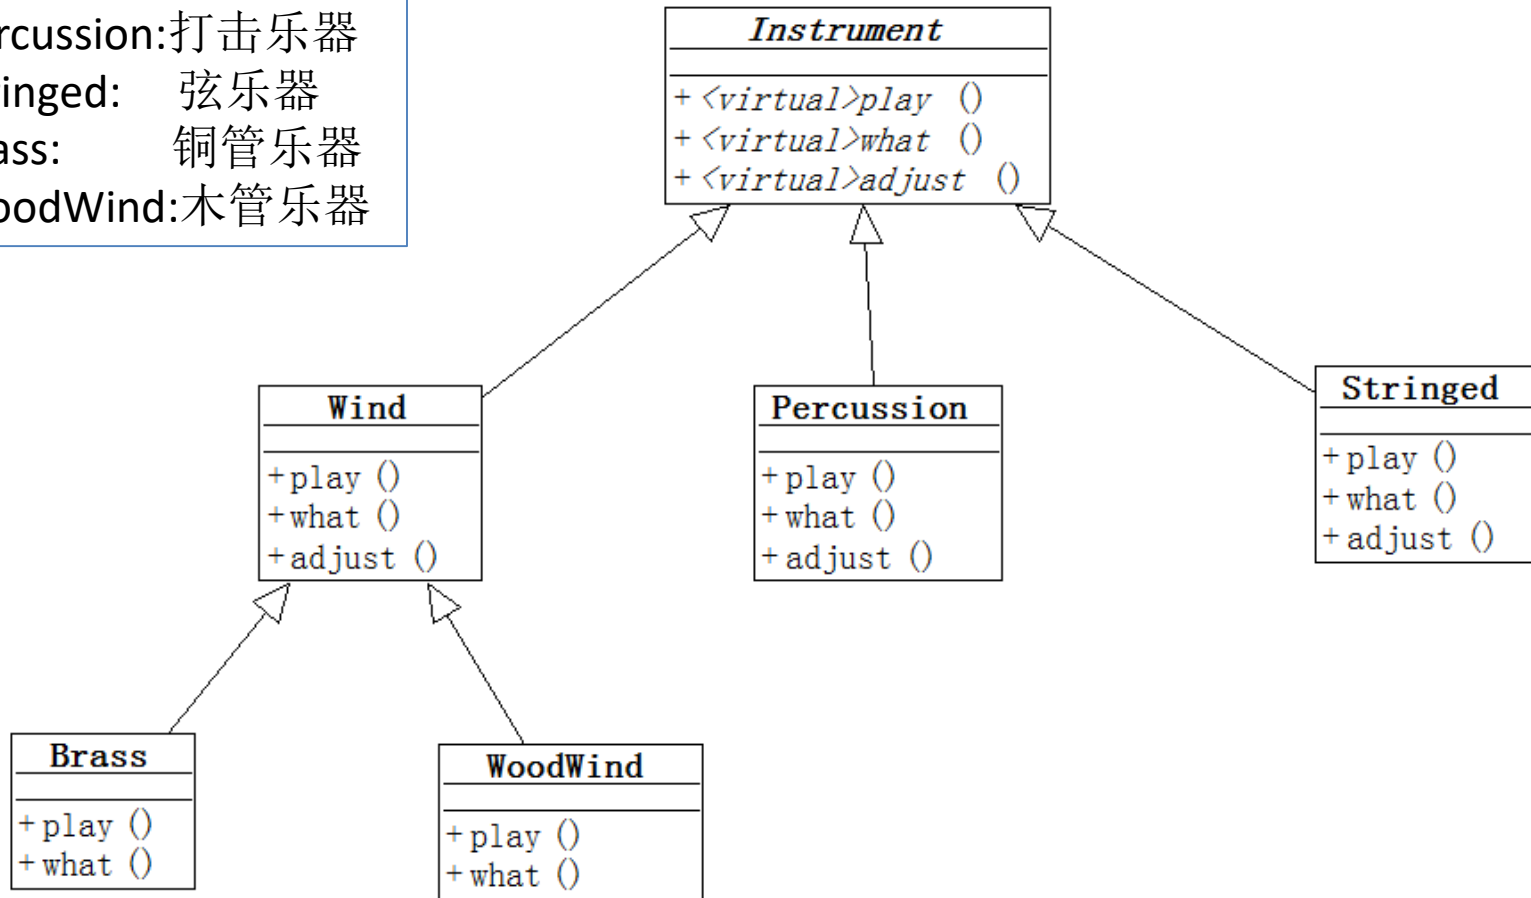 rcussion:打击乐器
inged: 弦乐器
ass: 铜管乐器
oodWind:木管乐器
Instrument
+ <virtual>play ()
+ <virtual>what ()
+ <virtual>adjust ()
Wind
+play ()
+what ()
+adjust ()
Percussion
+play ()
+what ()
+adjust ()
Stringed
+play ()
+what ()
+adjust ()
Brass
+play ()
+what ()
WoodWind
+play ()
+what ()